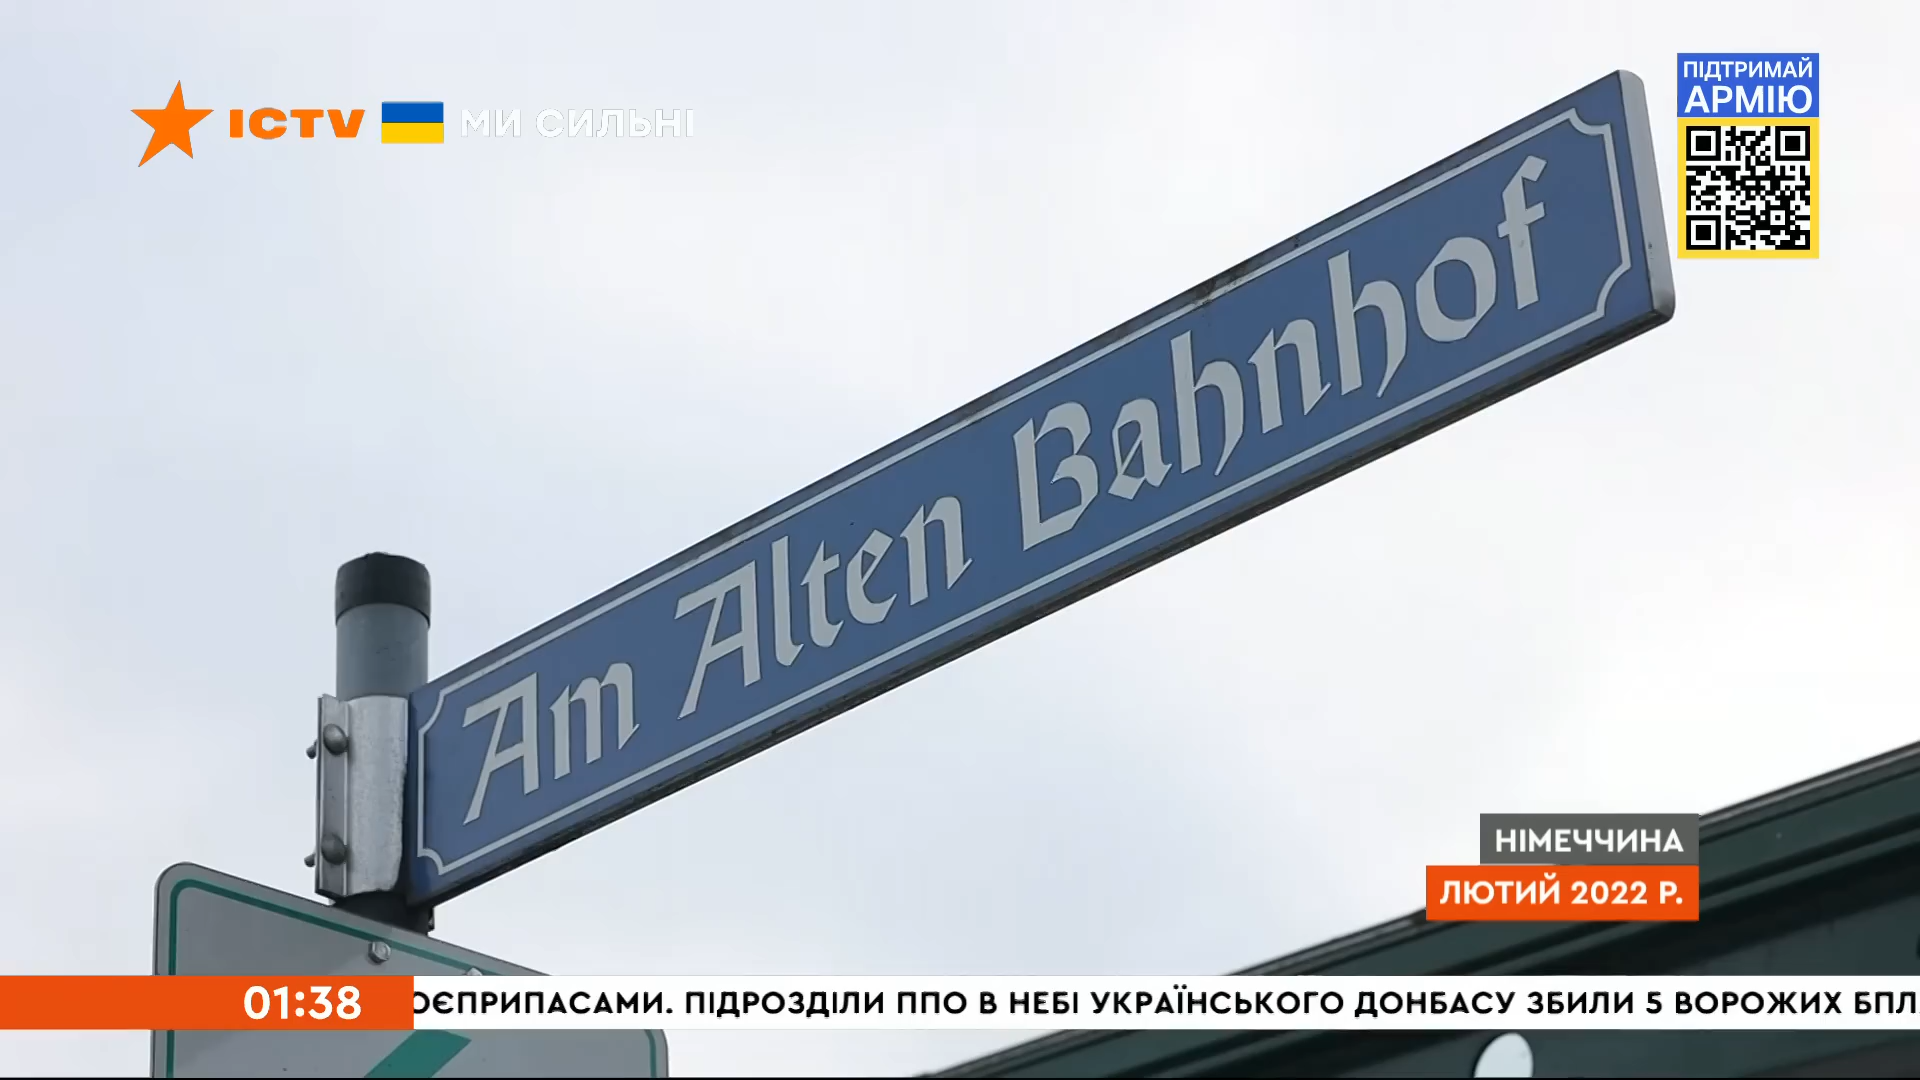 ICTV МИ СИЛЬНІ
ПІДТРИМАЙ
АРМІЮ
Am Alten Bahnhof
НІМЕЧЧИНА
ЛЮТИЙ 2022 Р.
01:38 ОЄПРИПАСАМИ. ПІДРОЗДІЛИ ППО В НЕБІ УКРАЇНСЬКОГО ДОНБАСУ ЗБИЛИ 5 ВОРОЖИХ БПЛ